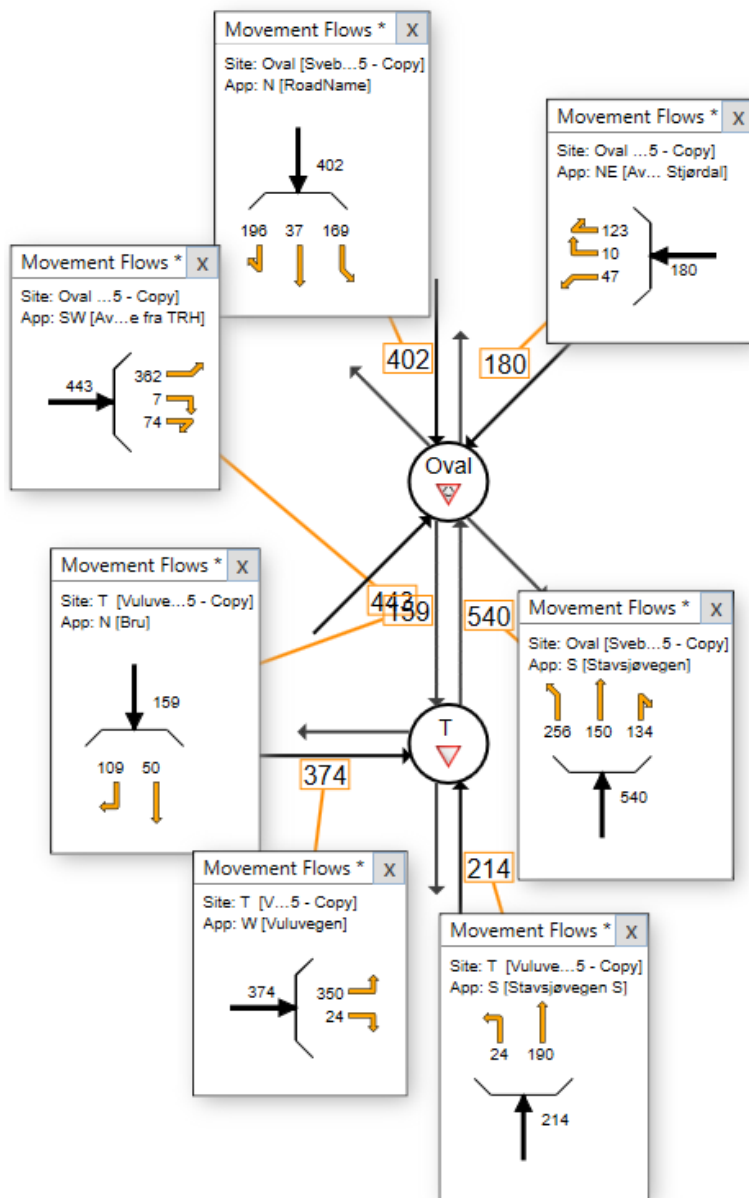 Movement Flows * x
Site: Oval [Sveb...5 - Copy]
App: N [RoadName]
402
196 37 169
Movement Flows * x
Site: Oval ...5 - Copy]
App: NE [Av... Stjørdal]
123
10
47
180
Movement Flows * x
Site: Oval ...5 - Copy]
App: SW [Av...e fra TRH]
443
362
7
74
402
180
Oval
443
159
540
Movement Flows * x
Site: T [Vuluve...5 - Copy]
App: N [Bru]
159
109 50
Movement Flows * x
Site: Oval [Sveb...5 - Copy]
App: S [Stavsjøvegen]
256 150 134
540
T
374
214
Movement Flows * x
Site: T [V...5 - Copy]
App: W [Vuluvegen]
374
350
24
Movement Flows * x
Site: T [Vuluve...5 - Copy]
App: S [Stavsjøvegen S]
24 190
214